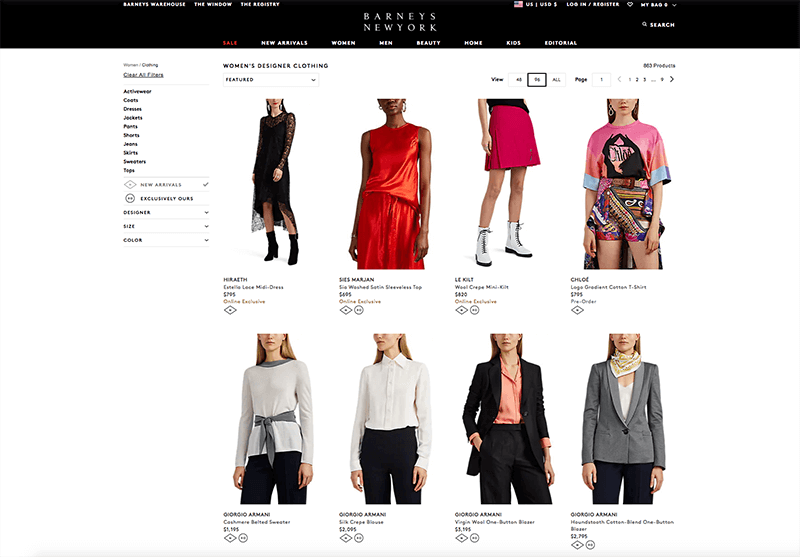 BARNEYS WAREHOUSE THE WINDOW THE REGISTRY
US | USD $ LOG IN / REGISTER MY BAG 0
BARNEYS
NEWYORK
SEARCH
SALE NEW ARRIVALS WOMEN MEN BEAUTY HOME KIDS EDITORIAL
Women / Clothing
Clear All Filters
Activewear
Coats
Dresses
Jackets
Pants
Shorts
Jeans
Skirts
Sweaters
Tops
NEW ARRIVALS
EXCLUSIVELY OURS
DESIGNER
SIZE
COLOR
WOMEN'S DESIGNER CLOTHING
863 Products
FEATURED
View 48 96 ALL Page 1 1 2 3 ... 9
HIRAETH
Estella Lace Midi-Dress
$795
Online Exclusive
SIES MARJAN
Sia Washed Satin Sleeveless Top
$695
Online Exclusive
LE KILT
Wool Crepe Mini-Kilt
$820
Online Exclusive
Chloé
CHLOÉ
Logo Gradient Cotton T-Shirt
$795
Pre-Order
GIORGIO ARMANI
Cashmere Belted Sweater
$1,195
GIORGIO ARMANI
Silk Crepe Blouse
$2,095
GIORGIO ARMANI
Virgin Wool One-Button Blazer
$3,195
GIORGIO ARMANI
Houndstooth Cotton-Blend One-Button
Blazer
$2,795